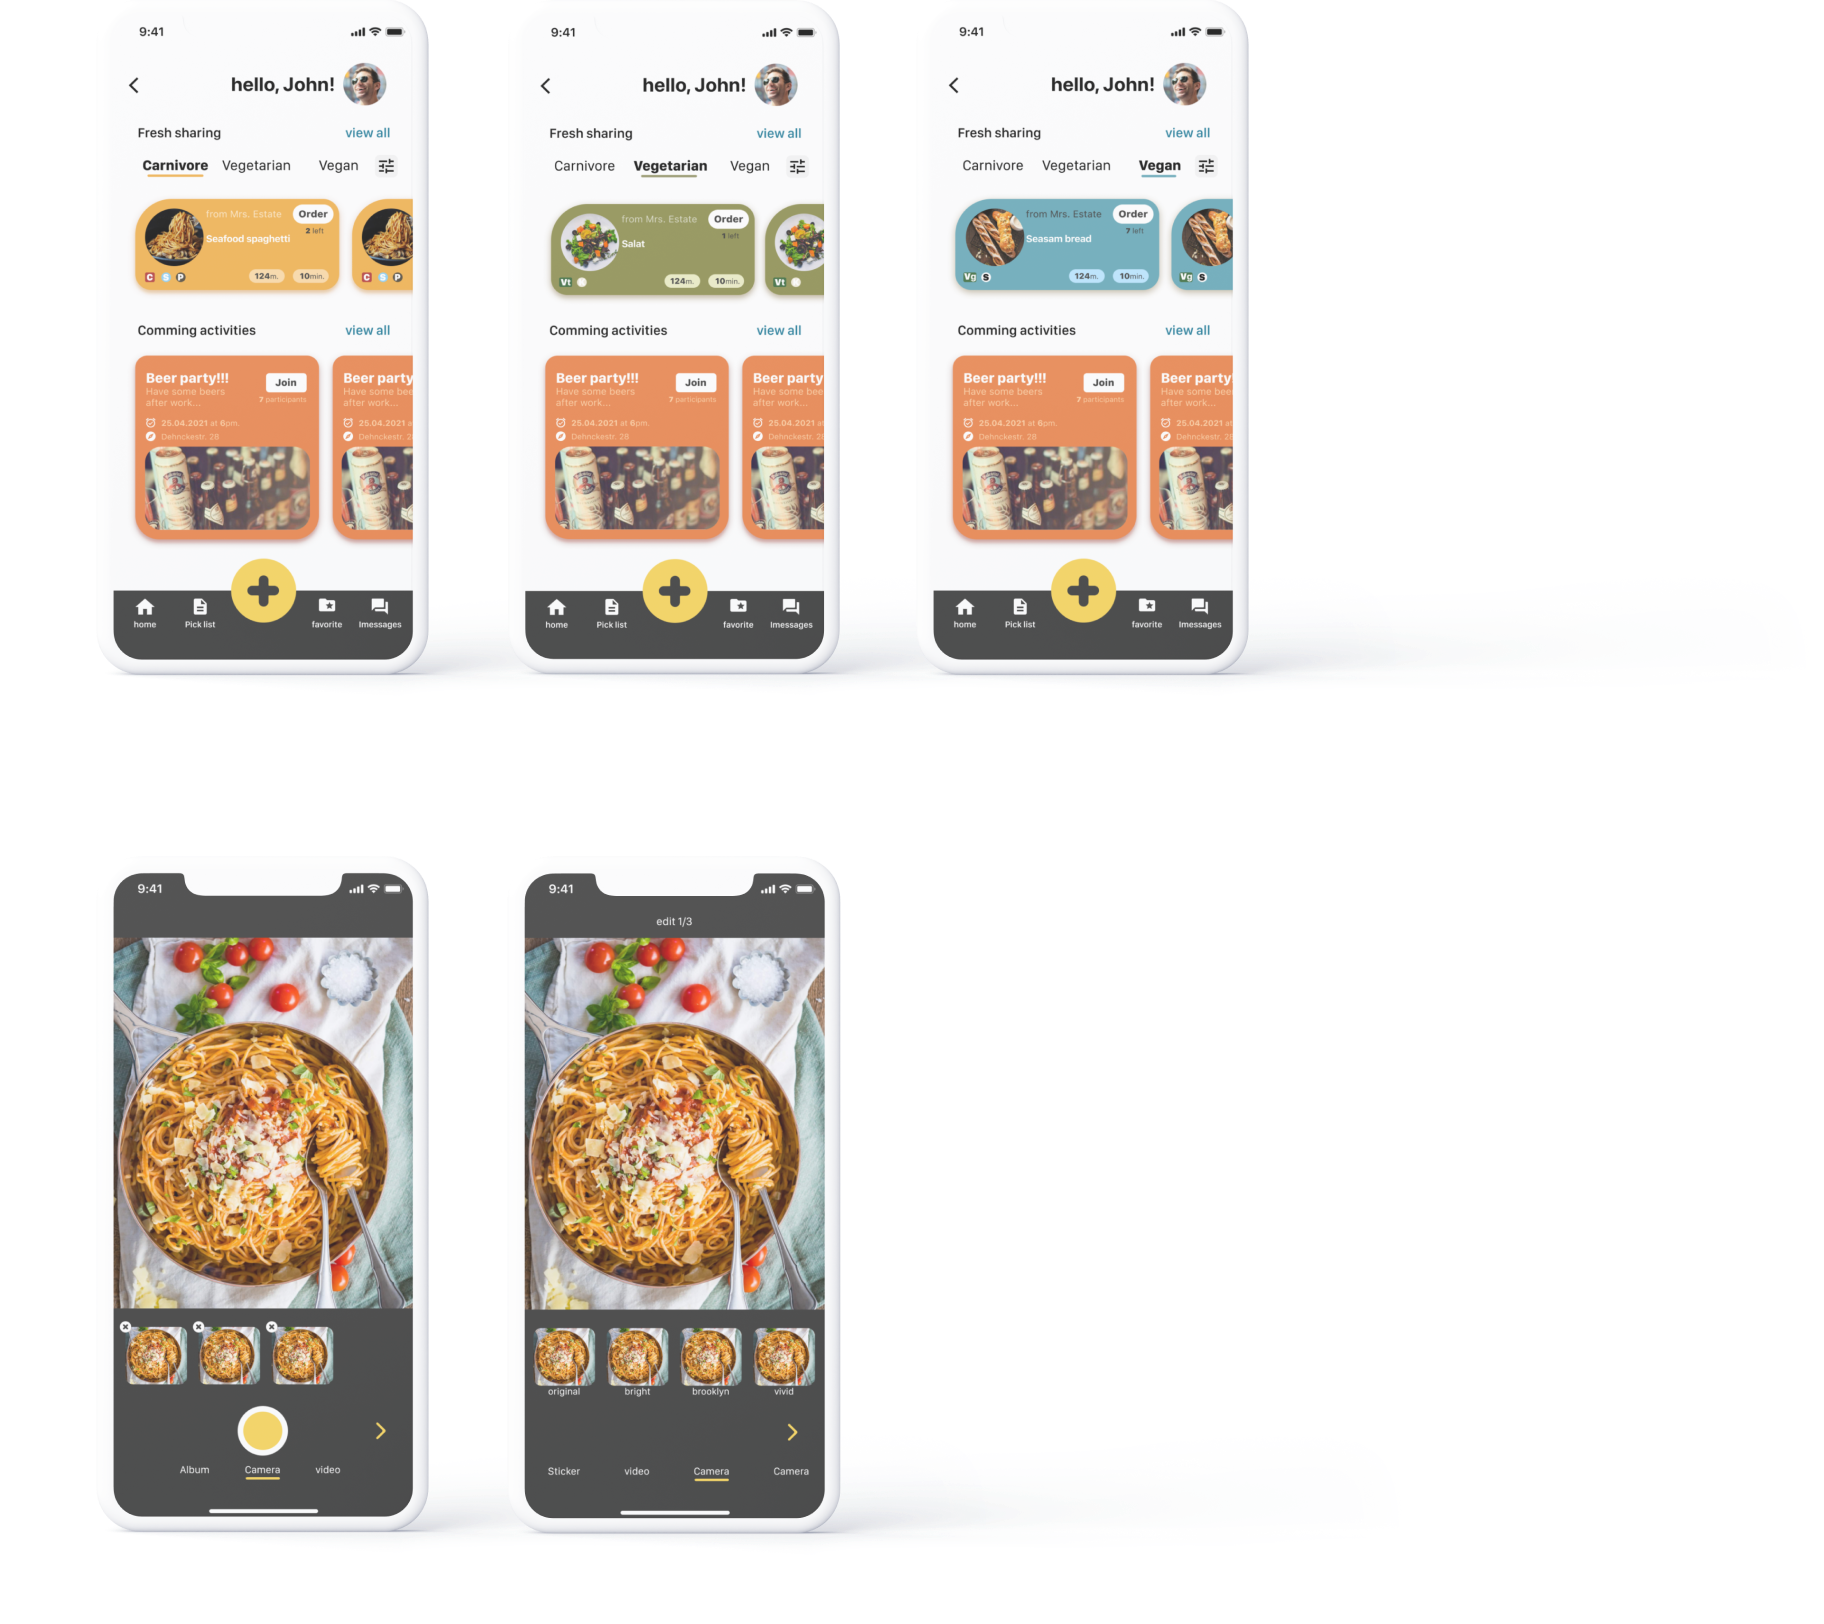 9:41
hello, John!
Fresh sharing view all
Carnivore Vegetarian Vegan
from Mrs. Estate Order
2 left
Seafood spaghetti
C S P 124m. 10min.
C S P
Comming activities view all
Beer party!!! Join
Have some beers
after work...
7 participants
25.04.2021 at 6pm.
Dehnckestr. 28
Beer party
Have some bee
after work...
25.04.2021 a
Dehnckestr. 2
home Pick list favorite Imessages
9:41
hello, John!
Fresh sharing view all
Carnivore Vegetarian Vegan
from Mrs. Estate Order
1 left
Salat
Vt 124m. 10min.
Vt
Comming activities view all
Beer party!!! Join
Have some beers
after work...
7 participants
25.04.2021 at 6pm.
Dehnckestr. 28
Beer party
Have some bee
after work...
25.04.2021 at
Dehnckestr. 2
home Pick list favorite Imessages
9:41
hello, John!
Fresh sharing view all
Carnivore Vegetarian Vegan
from Mrs. Estate Order
7 left
Seasam bread
Vg S 124m. 10min.
Vg S
Comming activities view all
Beer party!!! Join
Have some beers
after work...
7 participants
25.04.2021 at 6pm.
Dehnckestr. 28
Beer party!
Have some bee
after work...
25.04.2021 at
Dehnckestr. 2
home Pick list favorite Imessages
9:41
Album Camera video
9:41
edit 1/3
original bright brooklyn vivid
Sticker video Camera Camera